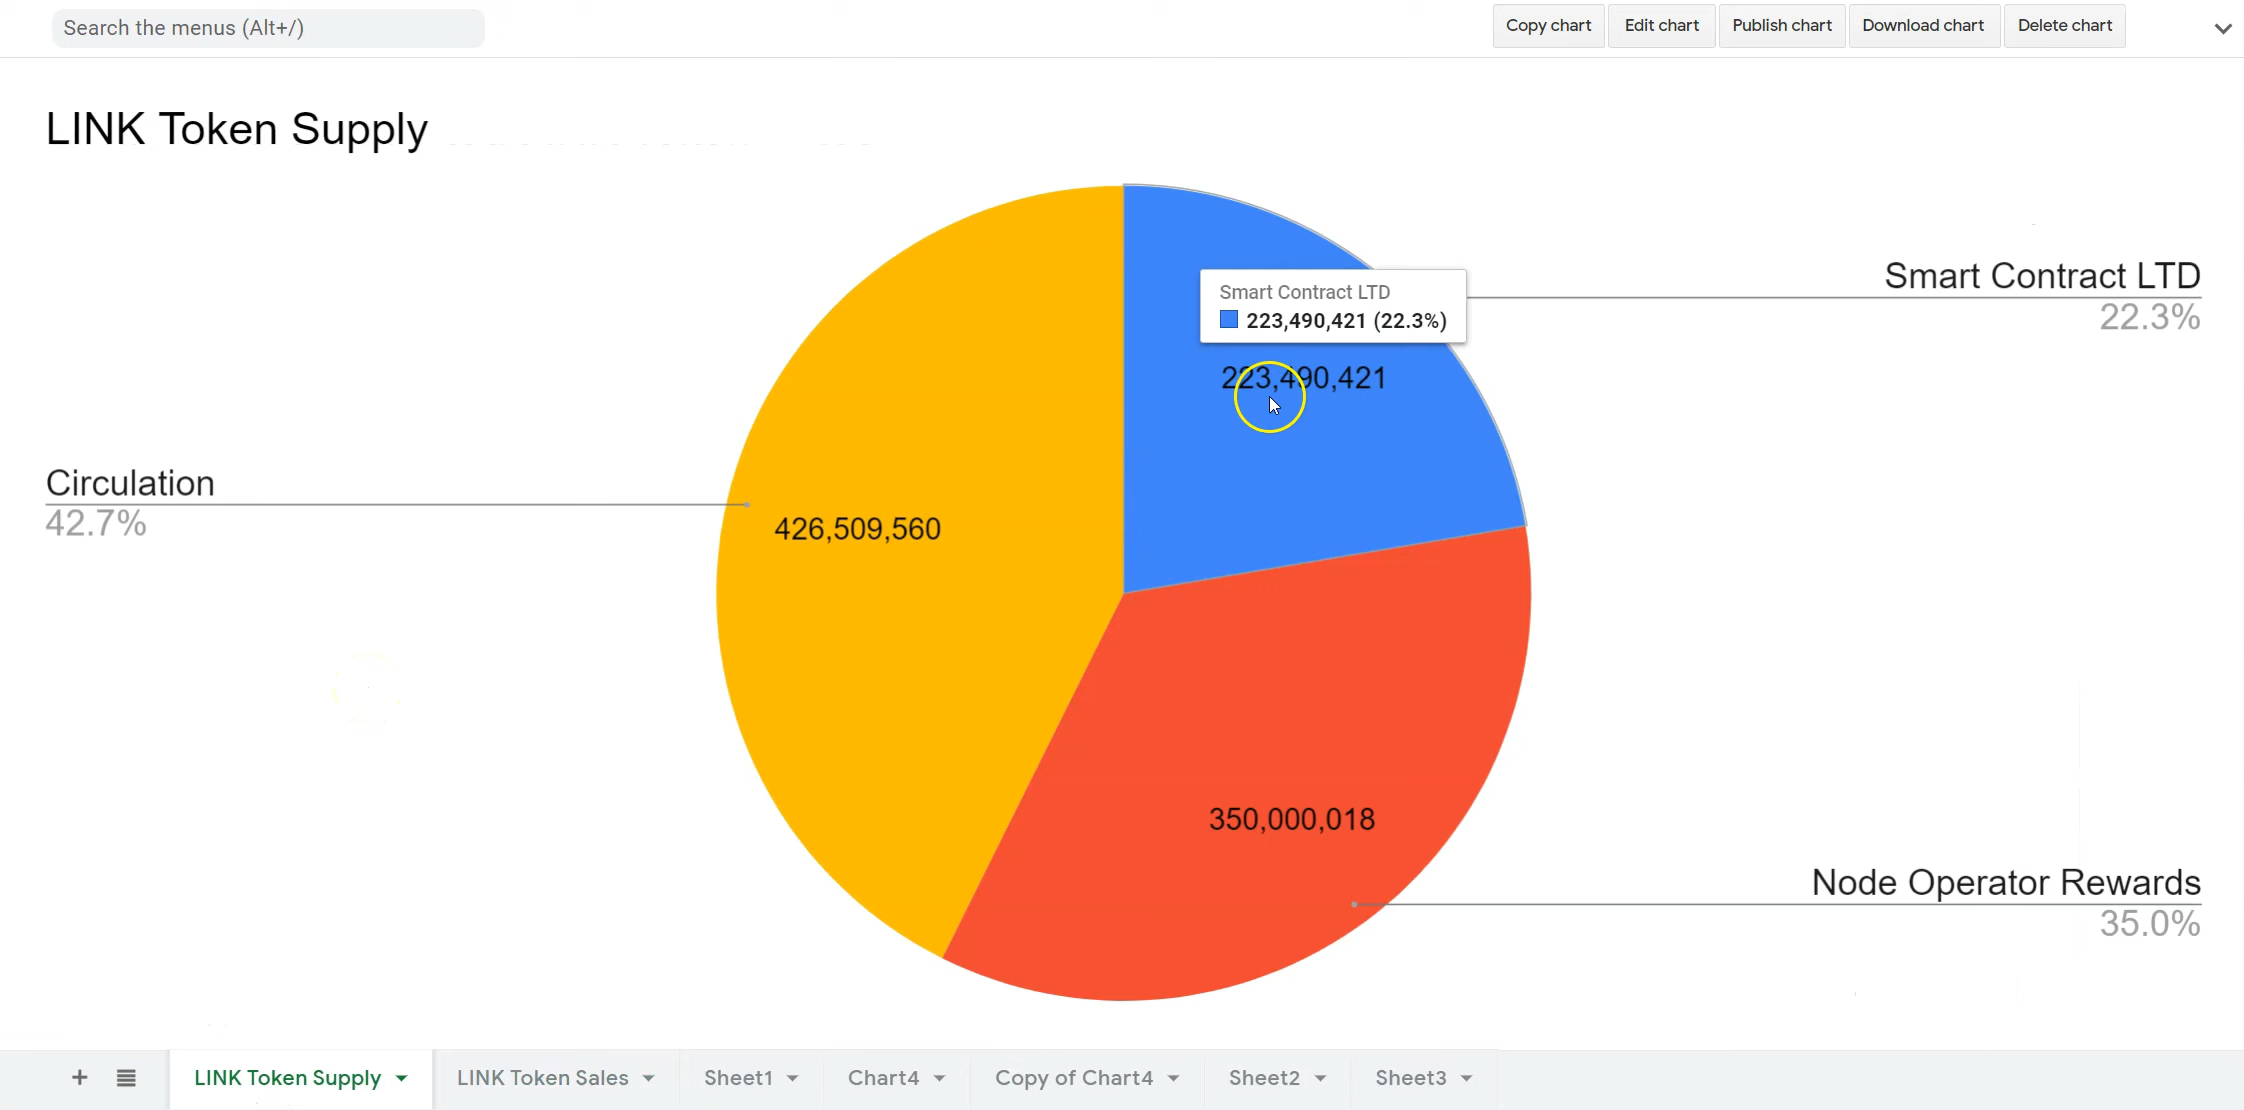 Search the menus (Alt+/)
Copy chart
Edit chart
Publish chart
Download chart
Delete chart
LINK Token Supply
Smart Contract LTD
22.3%
Smart Contract LTD
223,490,421 (22.3%)
223,490,421
Circulation
42.7%
426,509,560
350,000,018
Node Operator Rewards
35.0%
LINK Token Supply
LINK Token Sales
Sheet1
Chart4
Copy of Chart4
Sheet2
Sheet3